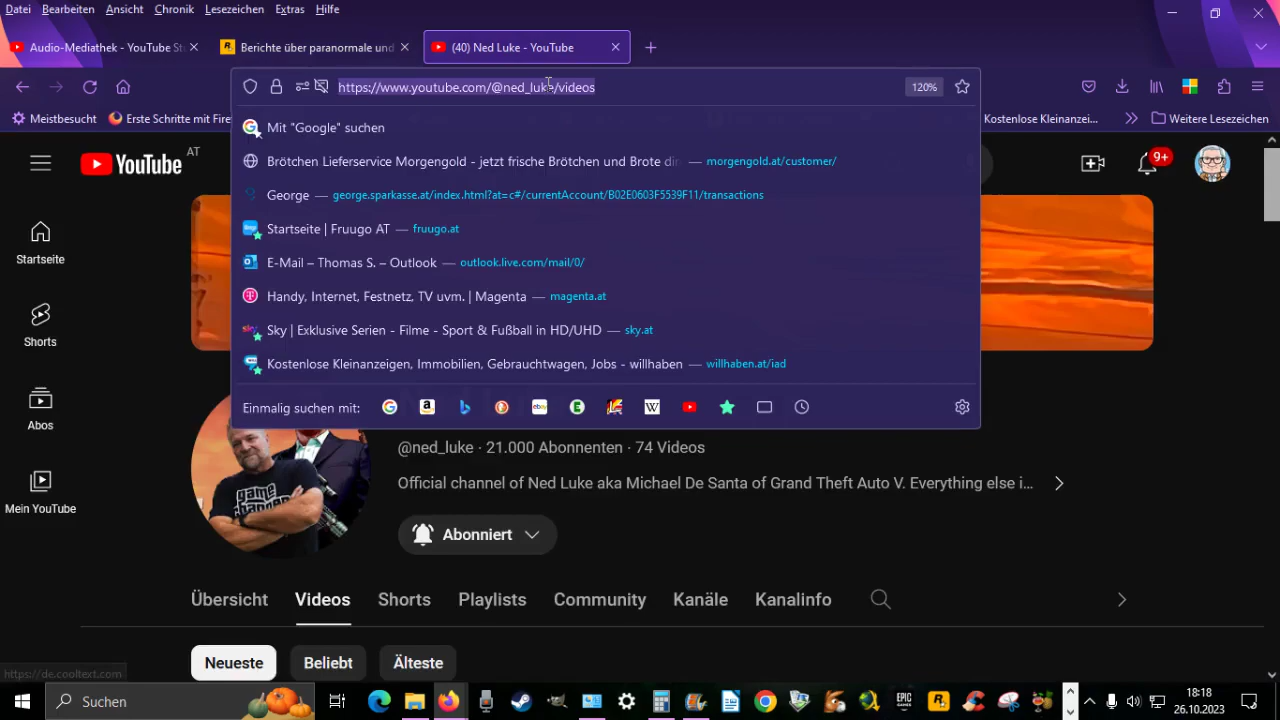 Datei Bearbeiten Ansicht Chronik Lesezeichen Extras Hilfe
Audio-Mediathek - YouTube St
Berichte über paranormale und
(40) Ned Luke - YouTube
https://www.youtube.com/@ned_luke/videos
120%
Meistbesucht
Erste Schritte mit Fire
Kostenlose Kleinanzei...
Weitere Lesezeichen
Mit "Google" suchen
Brötchen Lieferservice Morgengold - jetzt frische Brötchen und Brote dir — morgengold.at/customer/
George — george.sparkasse.at/index.html?at=c#/currentAccount/B02E0603F5539F11/transactions
Startseite | Fruugo AT — fruugo.at
E-Mail – Thomas S. – Outlook — outlook.live.com/mail/0/
Handy, Internet, Festnetz, TV uvm. | Magenta — magenta.at
Sky | Exklusive Serien - Filme - Sport & Fußball in HD/UHD — sky.at
Kostenlose Kleinanzeigen, Immobilien, Gebrauchtwagen, Jobs - willhaben — willhaben.at/iad
Einmalig suchen mit:
YouTube AT
9+
Startseite
Shorts
Abos
Mein YouTube
@ned_luke · 21.000 Abonnenten · 74 Videos
Official channel of Ned Luke aka Michael De Santa of Grand Theft Auto V. Everything else i...
Abonniert
Übersicht Videos Shorts Playlists Community Kanäle Kanalinfo
Neueste Beliebt Älteste
https://de.cooltext.com
Suchen
18:18
26.10.2023